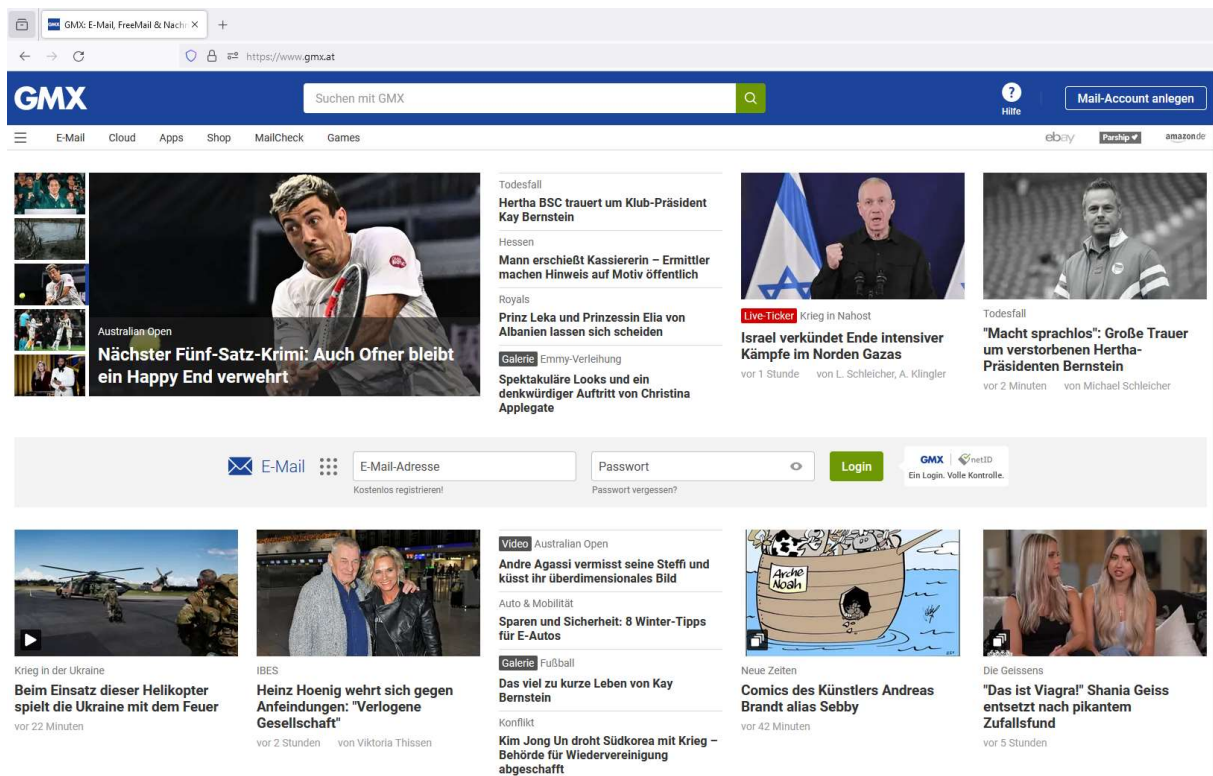 GMX: E-Mail, FreeMail & Nachr
https://www.gmx.at
GMX
Suchen mit GMX
?
Hilfe
Mail-Account anlegen
E-Mail
Cloud
Apps
Shop
MailCheck
Games
ebay
Parship
amazon.de
Australian Open
Nächster Fünf-Satz-Krimi: Auch Ofner bleibt
ein Happy End verwehrt
Todesfall
Hertha BSC trauert um Klub-Präsident
Kay Bernstein
Hessen
Mann erschießt Kassiererin – Ermittler
machen Hinweis auf Motiv öffentlich
Royals
Prinz Leka und Prinzessin Elia von
Albanien lassen sich scheiden
Galerie Emmy-Verleihung
Spektakuläre Looks und ein
denkwürdiger Auftritt von Christina
Applegate
Live-Ticker Krieg in Nahost
Israel verkündet Ende intensiver
Kämpfe im Norden Gazas
vor 1 Stunde von L. Schleicher, A. Klingler
Todesfall
"Macht sprachlos": Große Trauer
um verstorbenen Hertha-
Präsidenten Bernstein
vor 2 Minuten von Michael Schleicher
E-Mail
E-Mail-Adresse
Kostenlos registrieren!
Passwort
Passwort vergessen?
Login
GMX netID
Ein Login. Volle Kontrolle.
Krieg in der Ukraine
Beim Einsatz dieser Helikopter
spielt die Ukraine mit dem Feuer
vor 22 Minuten
IBES
Heinz Hoenig wehrt sich gegen
Anfeindungen: "Verlogene
Gesellschaft"
vor 2 Stunden von Viktoria Thissen
Video Australian Open
Andre Agassi vermisst seine Steffi und
küsst ihr überdimensionales Bild
Auto & Mobilität
Sparen und Sicherheit: 8 Winter-Tipps
für E-Autos
Galerie Fußball
Das viel zu kurze Leben von Kay
Bernstein
Konflikt
Kim Jong Un droht Südkorea mit Krieg –
Behörde für Wiedervereinigung
abgeschafft
Arche
Noah
Neue Zeiten
Comics des Künstlers Andreas
Brandt alias Sebby
vor 42 Minuten
Die Geissens
"Das ist Viagra!" Shania Geiss
entsetzt nach pikantem
Zufallsfund
vor 5 Stunden